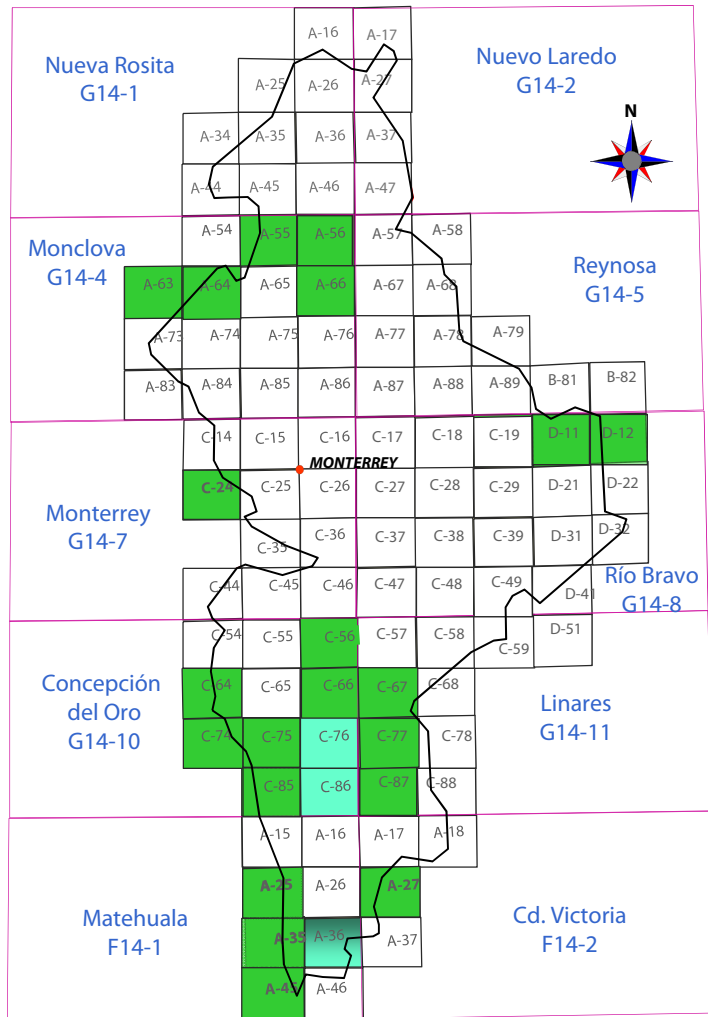 A-16
A-17
Nueva Rosita
G14-1
Nuevo Laredo
G14-2
A-25
A-26
A-27
N
A-34
A-35
A-36
A-37
A-44
A-45
A-46
A-47
A-54
A-55
A-56
A-57
A-58
Monclova
G14-4
Reynosa
G14-5
A-63
A-64
A-65
A-66
A-67
A-68
A-73
A-74
A-75
A-76
A-77
A-78
A-79
A-83
A-84
A-85
A-86
A-87
A-88
A-89
B-81
B-82
C-14
C-15
C-16
C-17
C-18
C-19
D-11
D-12
MONTERREY
C-24
C-25
C-26
C-27
C-28
C-29
D-21
D-22
Monterrey
G14-7
C-35
C-36
C-37
C-38
C-39
D-31
D-32
Río Bravo
G14-8
C-44
C-45
C-46
C-47
C-48
C-49
D-41
C-54
C-55
C-56
C-57
C-58
C-59
D-51
Concepción
del Oro
G14-10
Linares
G14-11
C-64
C-65
C-66
C-67
C-68
C-74
C-75
C-76
C-77
C-78
C-85
C-86
C-87
C-88
A-15
A-16
A-17
A-18
Matehuala
F14-1
Cd. Victoria
F14-2
A-25
A-26
A-27
A-35
A-36
A-37
A-45
A-46